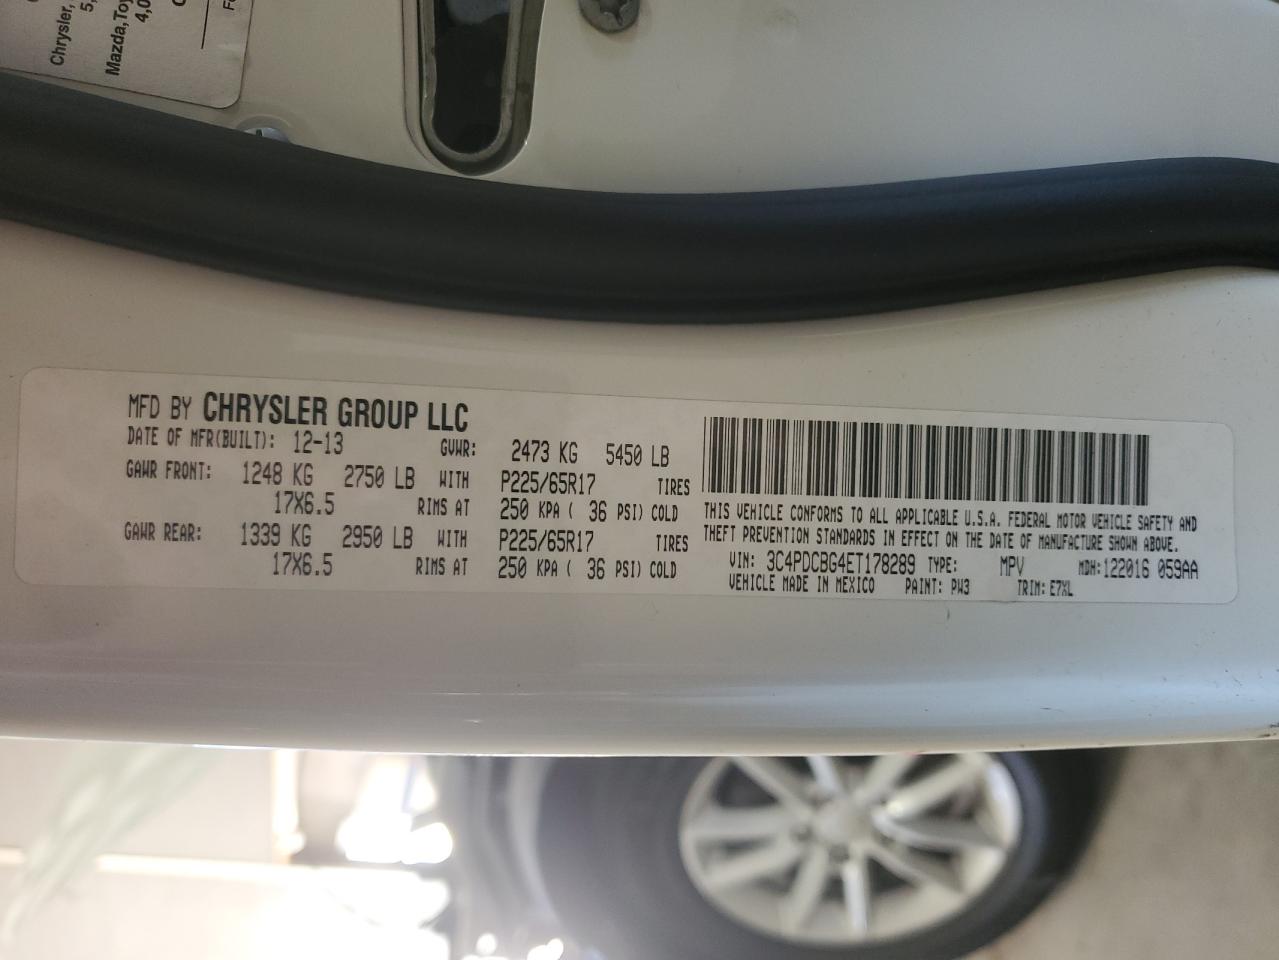 Chrysler,
Mazda, Toy
MFD BY CHRYSLER GROUP LLC
DATE OF MFR(BUILT): 12-13 GVWR: 2473 KG 5450 LB
GAWR FRONT: 1248 KG 2750 LB WITH P225/65R17 TIRES
17X6.5 RIMS AT 250 KPA ( 36 PSI) COLD
GAWR REAR: 1339 KG 2950 LB WITH P225/65R17 TIRES
17X6.5 RIMS AT 250 KPA ( 36 PSI) COLD
THIS VEHICLE CONFORMS TO ALL APPLICABLE U.S.A. FEDERAL MOTOR VEHICLE SAFETY AND
THEFT PREVENTION STANDARDS IN EFFECT ON THE DATE OF MANUFACTURE SHOWN ABOVE.
VIN: 3C4PDCBG4ET178289 TYPE: MPV MDH:122016 059AA
VEHICLE MADE IN MEXICO PAINT: PW3 TRIM: E7XL